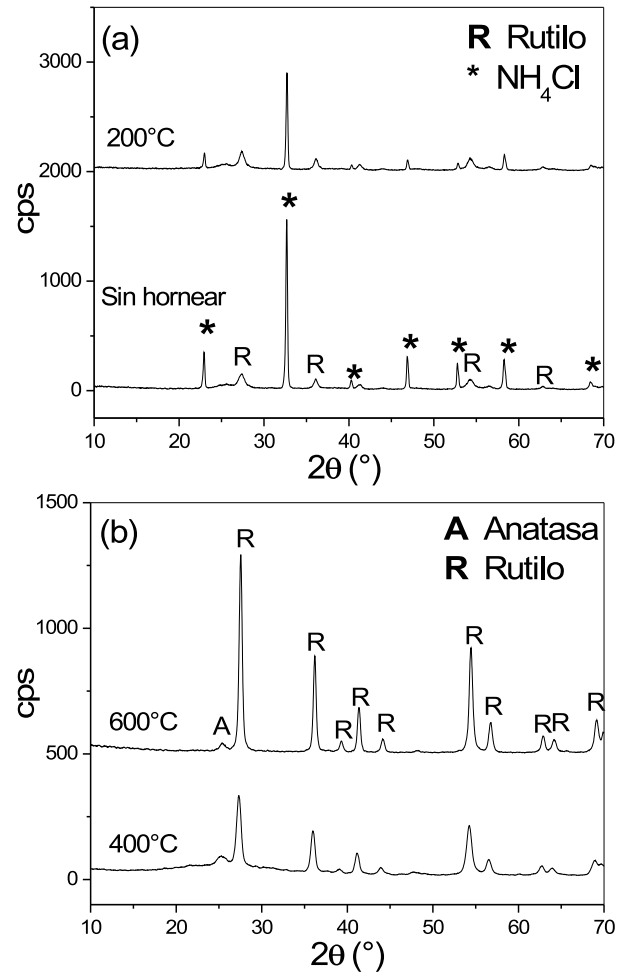 (a)
R Rutilo
* NH4Cl
3000
200°C
2000
cps
*
1000
Sin hornear
* R R * * * R * R *
0
10 20 30 40 50 60 70
2θ (°)
1500
(b)
A Anatasa
R Rutilo
R
1000
cps
R R
600°C A R R R R R R R
500
400°C
0
10 20 30 40 50 60 70
2θ (°)